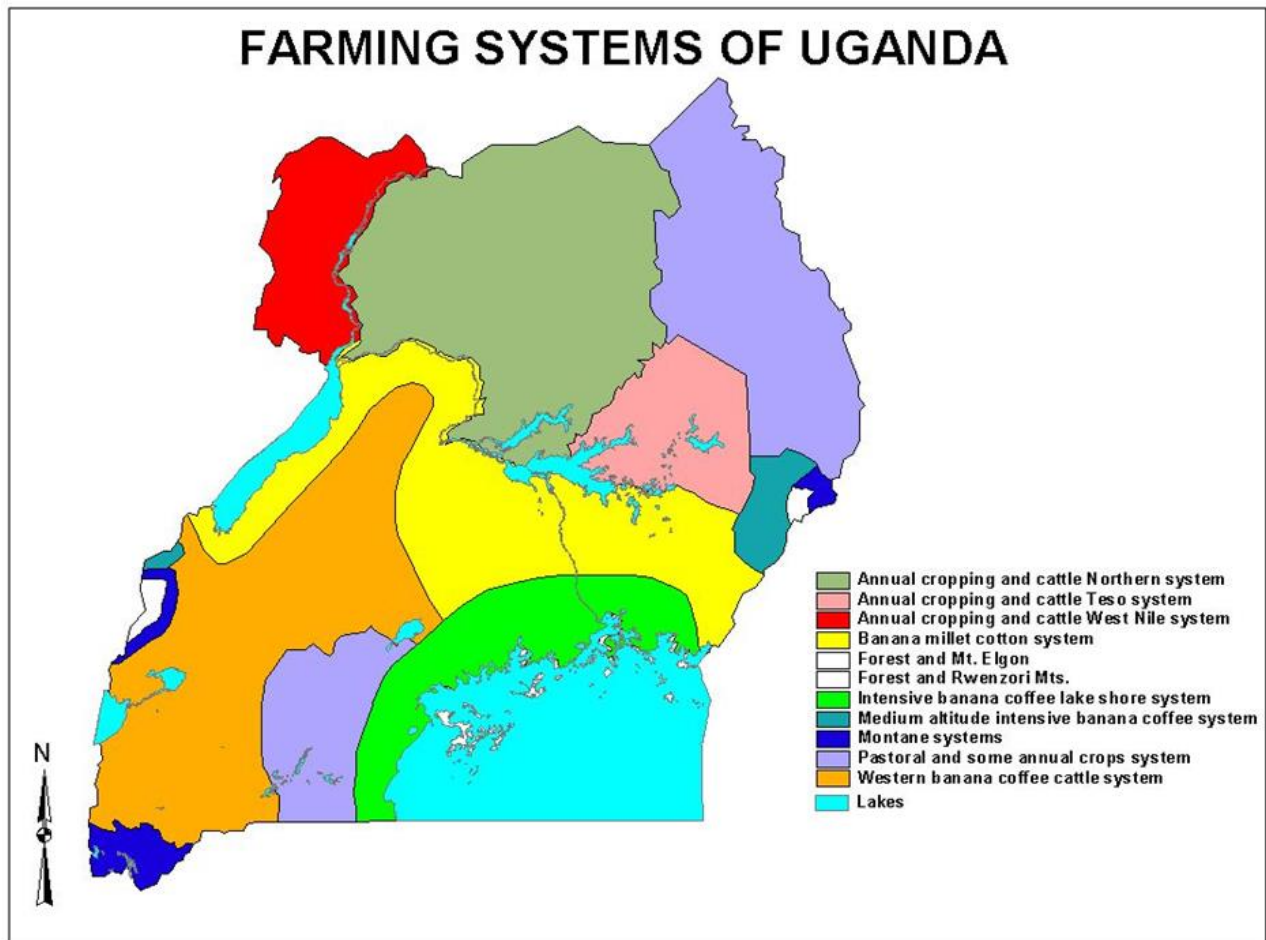 FARMING SYSTEMS OF UGANDA
Annual cropping and cattle Northern system
Annual cropping and cattle Teso system
Annual cropping and cattle West Nile system
Banana millet cotton system
Forest and Mt. Elgon
Forest and Rwenzori Mts.
Intensive banana coffee lake shore system
Medium altitude intensive banana coffee system
Montane systems
Pastoral and some annual crops system
Western banana coffee cattle system
Lakes
N